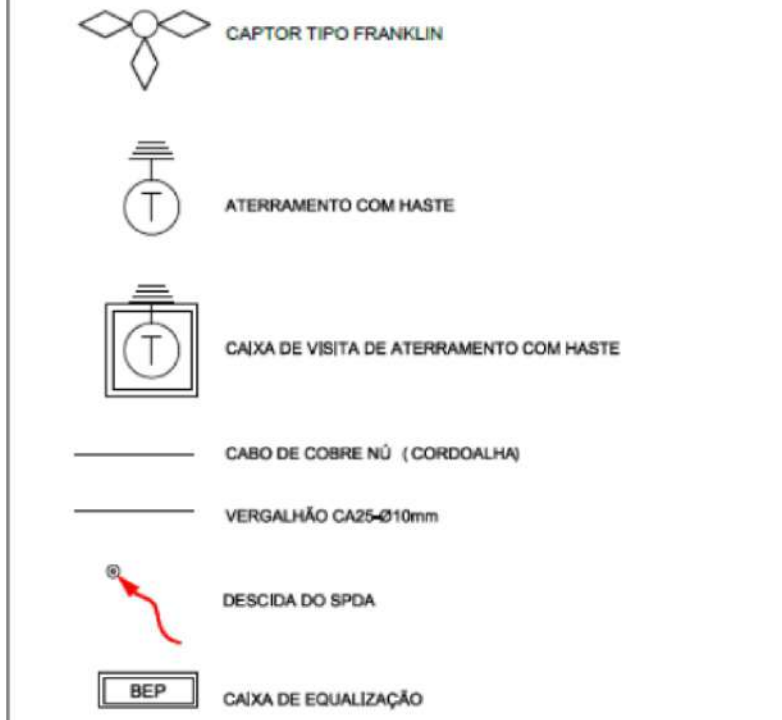 CAPTOR TIPO FRANKLIN
T
ATERRAMENTO COM HASTE
T
CAIXA DE VISITA DE ATERRAMENTO COM HASTE
CABO DE COBRE NÚ (CORDOALHA)
VERGALHÃO CA25-Ø10mm
DESCIDA DO SPDA
BEP
CAIXA DE EQUALIZAÇÃO